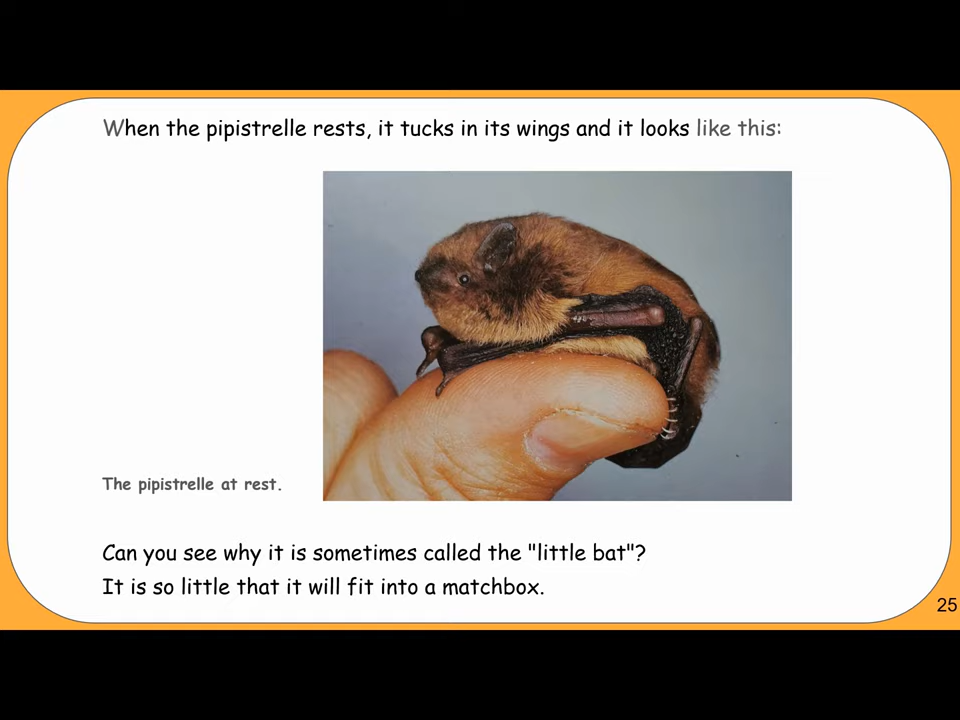 When the pipistrelle rests, it tucks in its wings and it looks like this:
The pipistrelle at rest.
Can you see why it is sometimes called the "little bat"?
It is so little that it will fit into a matchbox.
25